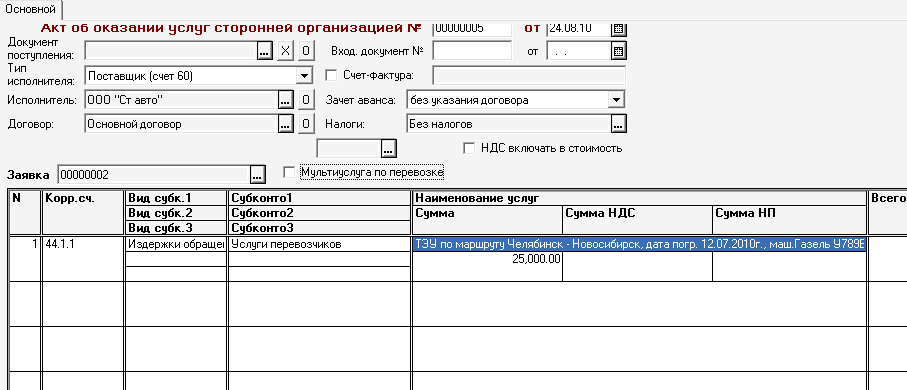 Основной
Акт об оказании услуг сторонней организацией № 00000005 от 24.08.10
Документ поступления: ... X О Вход. документ № от . .
Тип исполнителя: Поставщик (счет 60) Счет-фактура:
Исполнитель: ООО "Ст авто" ... О Зачет аванса: без указания договора
Договор: Основной договор ... О Налоги: Без налогов ...
... НДС включать в стоимость
Заявка 00000002 ... Мультиуслуга по перевозке
N Корр.сч. Вид субк.1 Субконто1 Наименование услуг Всего
Вид субк.2 Субконто2 Сумма Сумма НДС Сумма НП
Вид субк.3 Субконто3
1 44.1.1 Издержки обращен Услуги перевозчиков ТЭУ по маршруту Челябинск - Новосибирск, дата погр. 12.07.2010г., маш.Газель У789Е
25,000.00